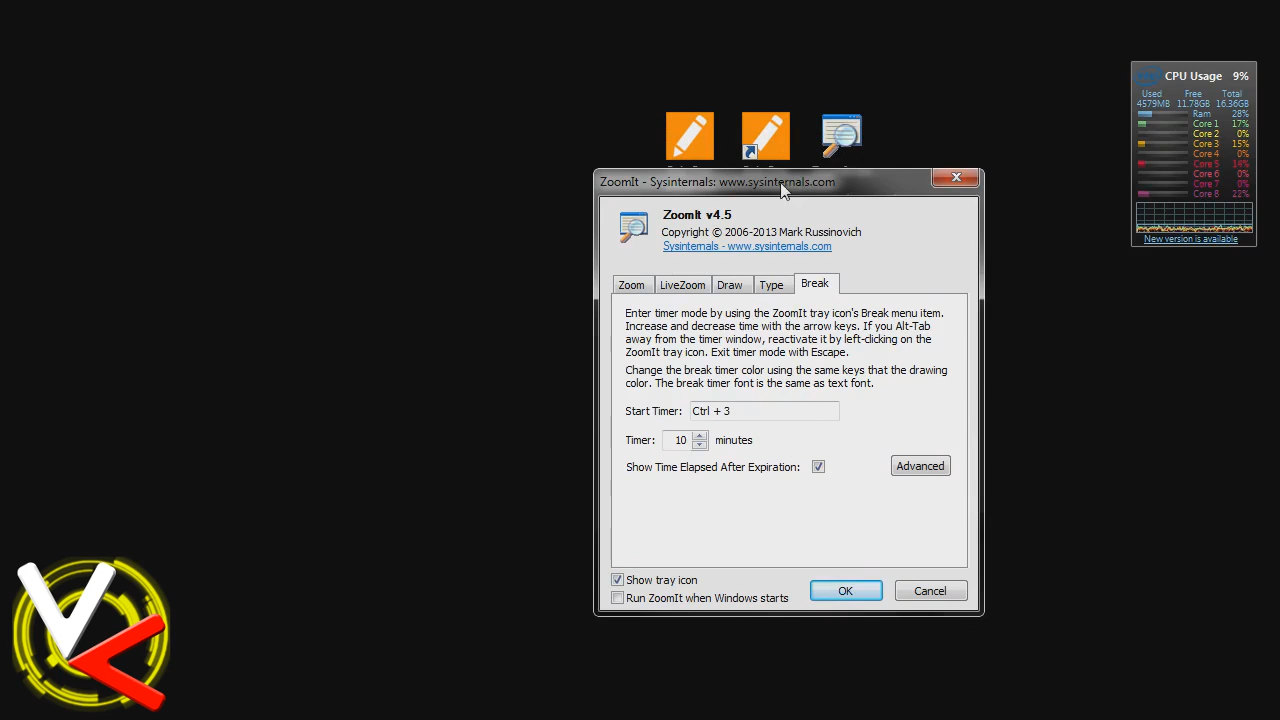 CPU Usage 9%
Used Free Total
4579MB 11.78GB 16.36GB
Ram 28%
Core 1 17%
Core 2 0%
Core 3 15%
Core 4 0%
Core 5 14%
Core 6 0%
Core 7 0%
Core 8 22%
New version is available
ZoomIt - Sysinternals: www.sysinternals.com
ZoomIt v4.5
Copyright © 2006-2013 Mark Russinovich
Sysinternals - www.sysinternals.com
Zoom LiveZoom Draw Type Break
Enter timer mode by using the ZoomIt tray icon's Break menu item.
Increase and decrease time with the arrow keys. If you Alt-Tab
away from the timer window, reactivate it by left-clicking on the
ZoomIt tray icon. Exit timer mode with Escape.
Change the break timer color using the same keys that the drawing
color. The break timer font is the same as text font.
Start Timer: Ctrl + 3
Timer: 10 minutes
Show Time Elapsed After Expiration:
Advanced
Show tray icon
Run ZoomIt when Windows starts
OK Cancel